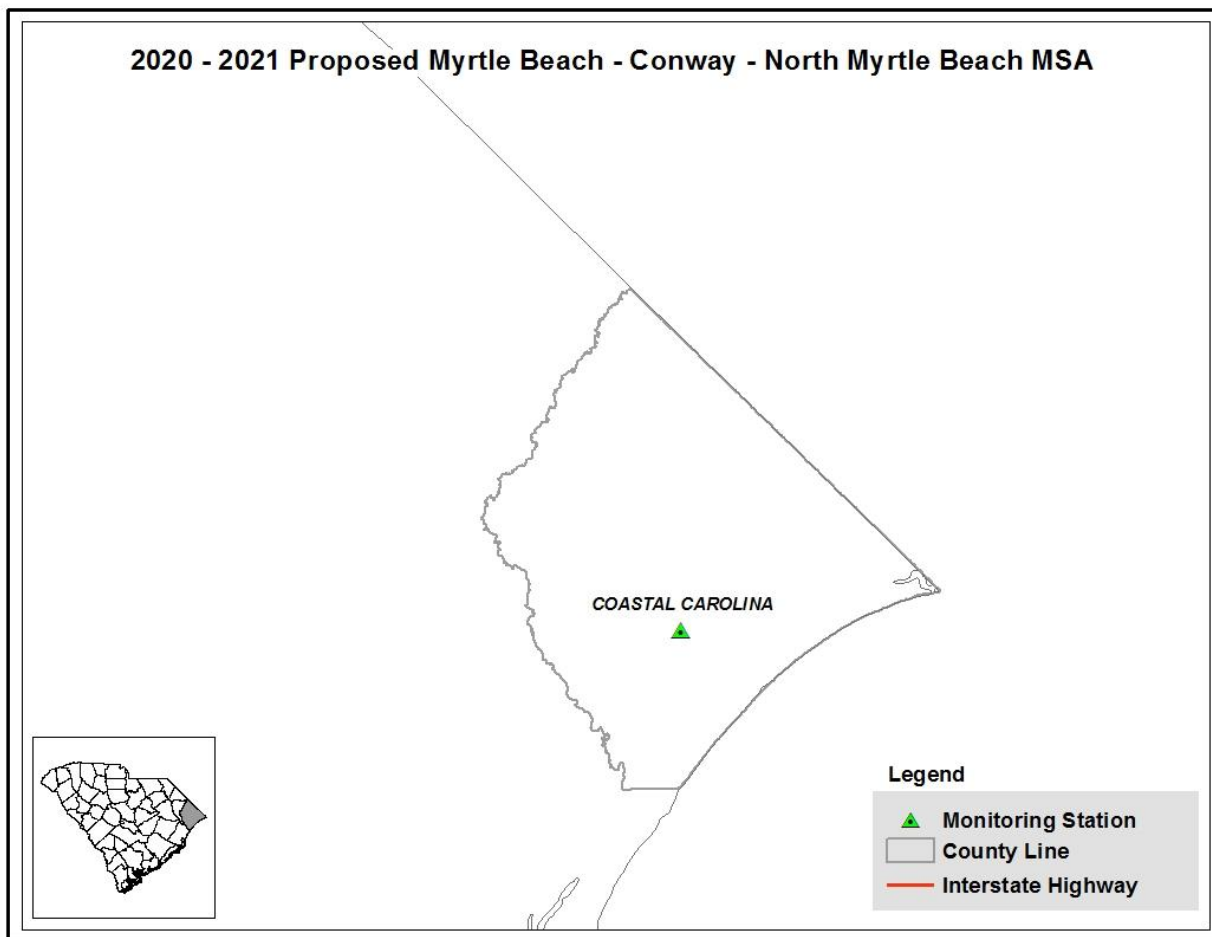 2020 - 2021 Proposed Myrtle Beach - Conway - North Myrtle Beach MSA
COASTAL CAROLINA
Legend
Monitoring Station
County Line
Interstate Highway